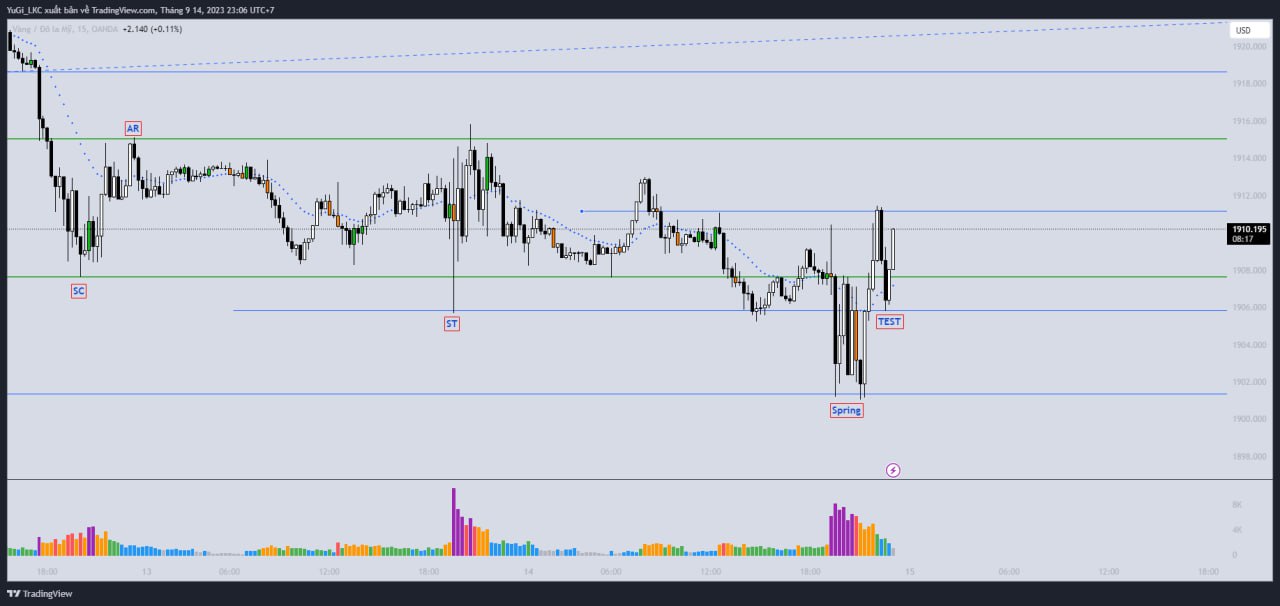 YuGi_LKC xuất bản về TradingView.com, Tháng 9 14, 2023 23:06 UTC+7
Vàng / Đô la Mỹ, 15, OANDA +2.140 (+0.11%)
USD
1920.000
1918.000
1916.000
AR
1914.000
1912.000
1910.195
08:17
1908.000
SC
1906.000
ST
TEST
1904.000
1902.000
Spring
1900.000
1898.000
8K
4K
0
18:00 13 06:00 12:00 18:00 14 06:00 12:00 18:00 15 06:00 12:00 18:00
TradingView